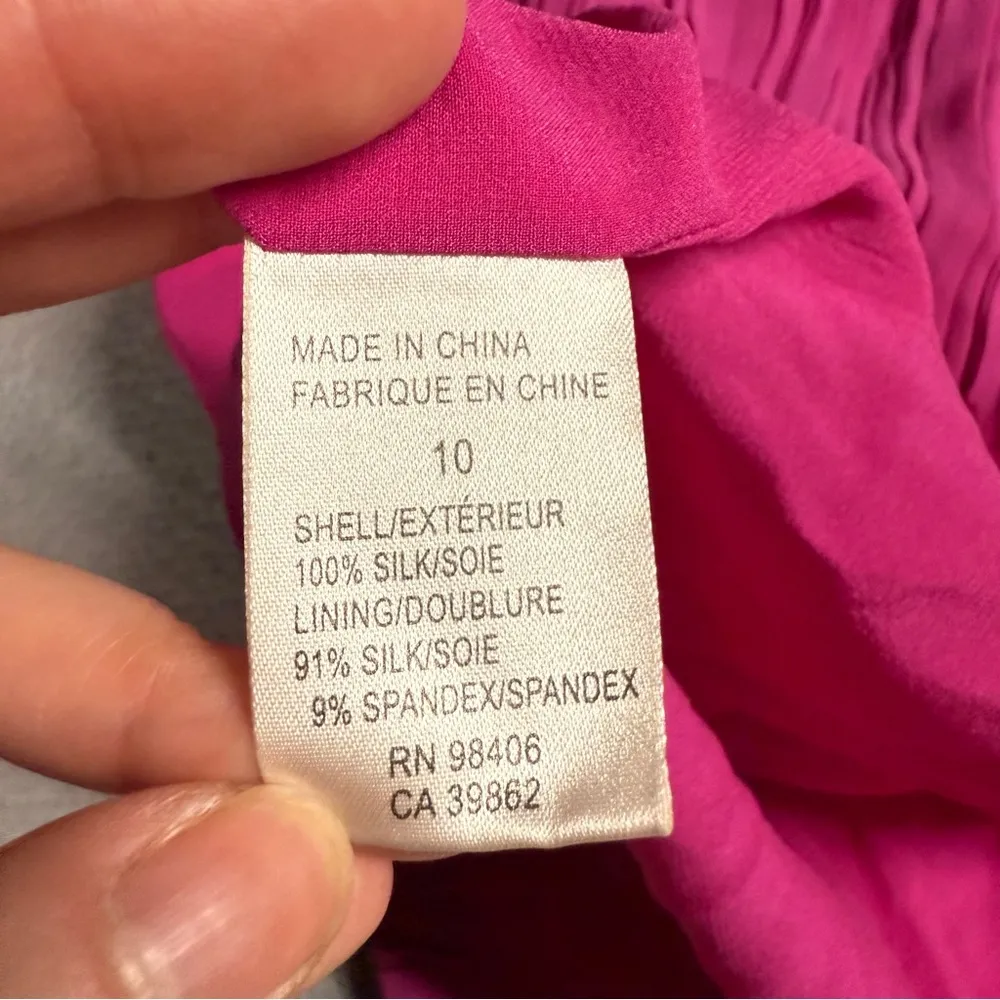 MADE IN CHINA
FABRIQUE EN CHINE
10
SHELL/EXTÉRIEUR
100% SILK/SOIE
LINING/DOUBLURE
91% SILK/SOIE
9% SPANDEX/SPANDEX
RN 98406
CA 39862